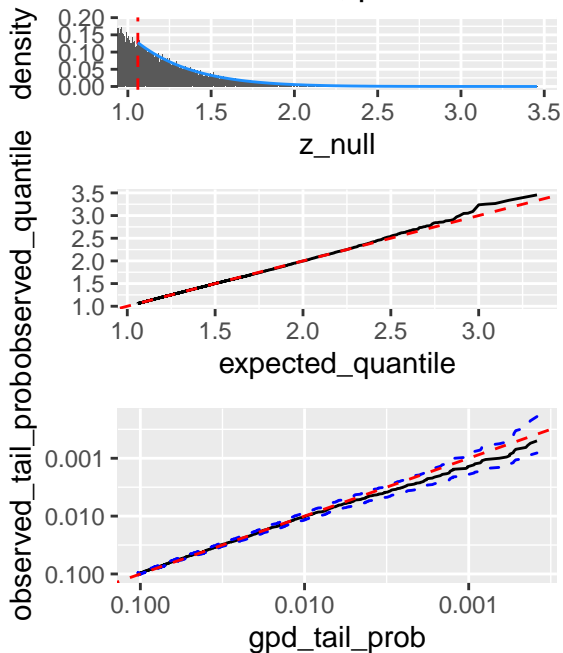 density
0.20
0.15
0.10
0.05
0.00
1.0 1.5 2.0 2.5 3.0 3.5
z_null
observed_quantile
3.5
3.0
2.5
2.0
1.5
1.0
1.0 1.5 2.0 2.5 3.0
expected_quantile
observed_tail_prob
0.001
0.010
0.100
0.100 0.010 0.001
gpd_tail_prob